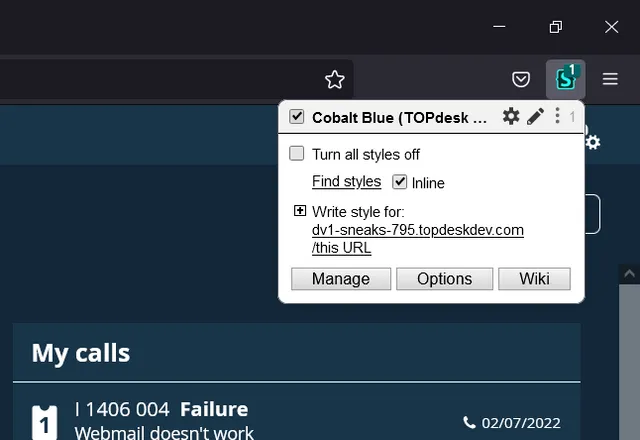 1
Cobalt Blue (TOPdesk ... 1
Turn all styles off
Find styles Inline
Write style for:
dv1-sneaks-795.topdeskdev.com
/this URL
Manage Options Wiki
My calls
I 1406 004 Failure
1
Webmail doesn't work
02/07/2022